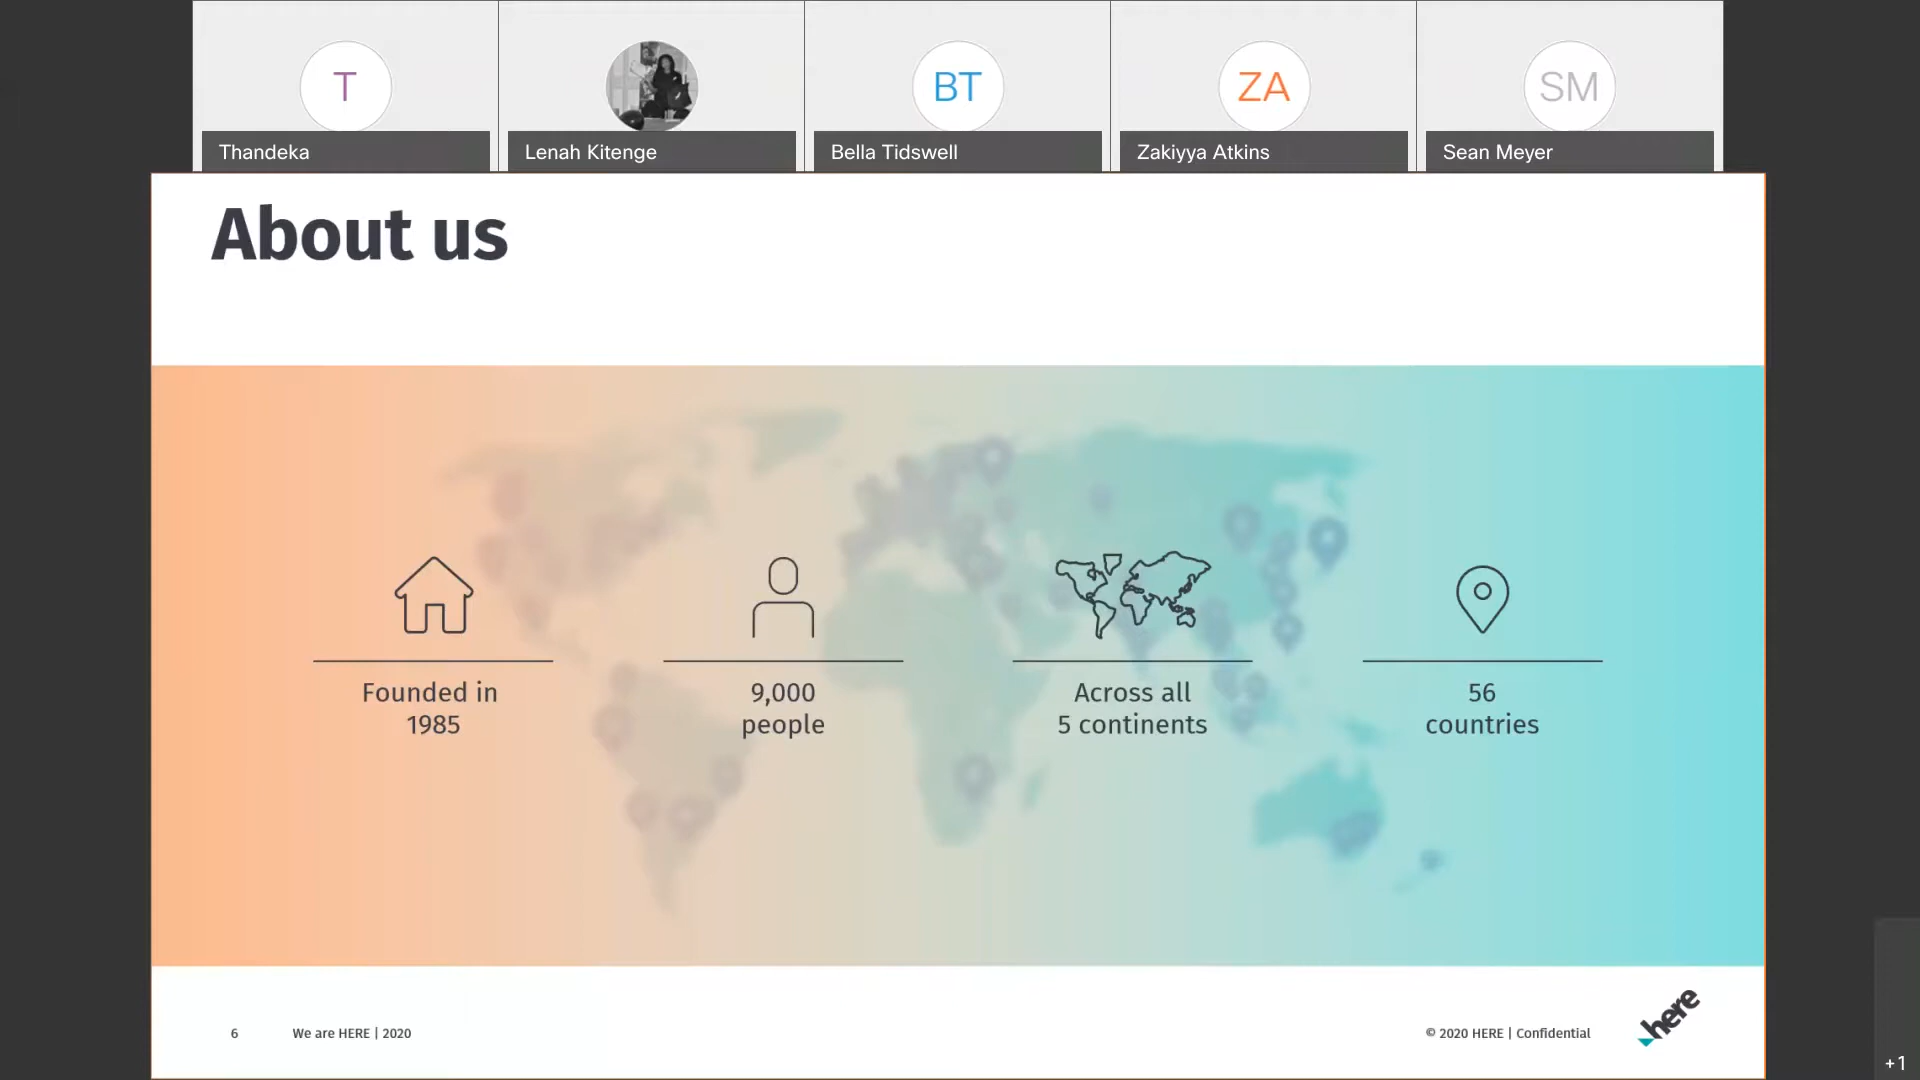 T
BT
ZA
SM
Thandeka
Lenah Kitenge
Bella Tidswell
Zakiyya Atkins
Sean Meyer
About us
Founded in
1985
9,000
people
Across all
5 continents
56
countries
6
We are HERE | 2020
© 2020 HERE | Confidential
here
+1